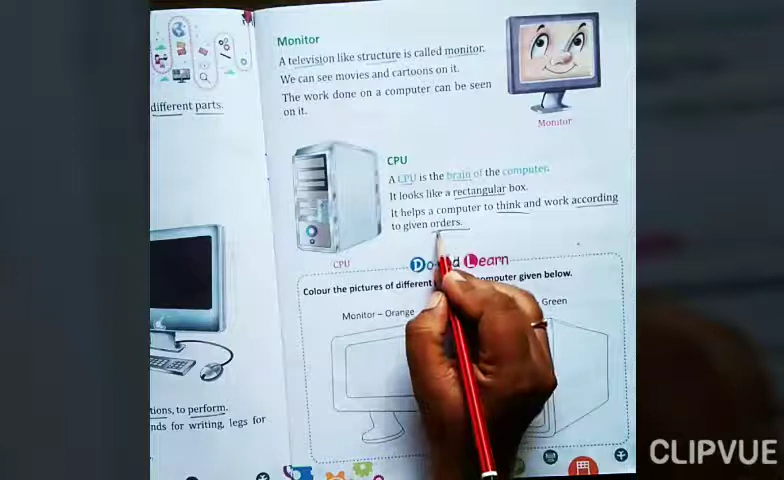 different parts.
tions, to perform.
nds for writing, legs for
Monitor
A television like structure is called monitor.
We can see movies and cartoons on it.
The work done on a computer can be seen
on it.
Monitor
CPU
A CPU is the brain of the computer.
It looks like a rectangular box.
It helps a computer to think and work according
to given orders.
CPU
Do nd Learn
Colour the pictures of different computer given below.
Monitor – Orange Green
CLIPVUE